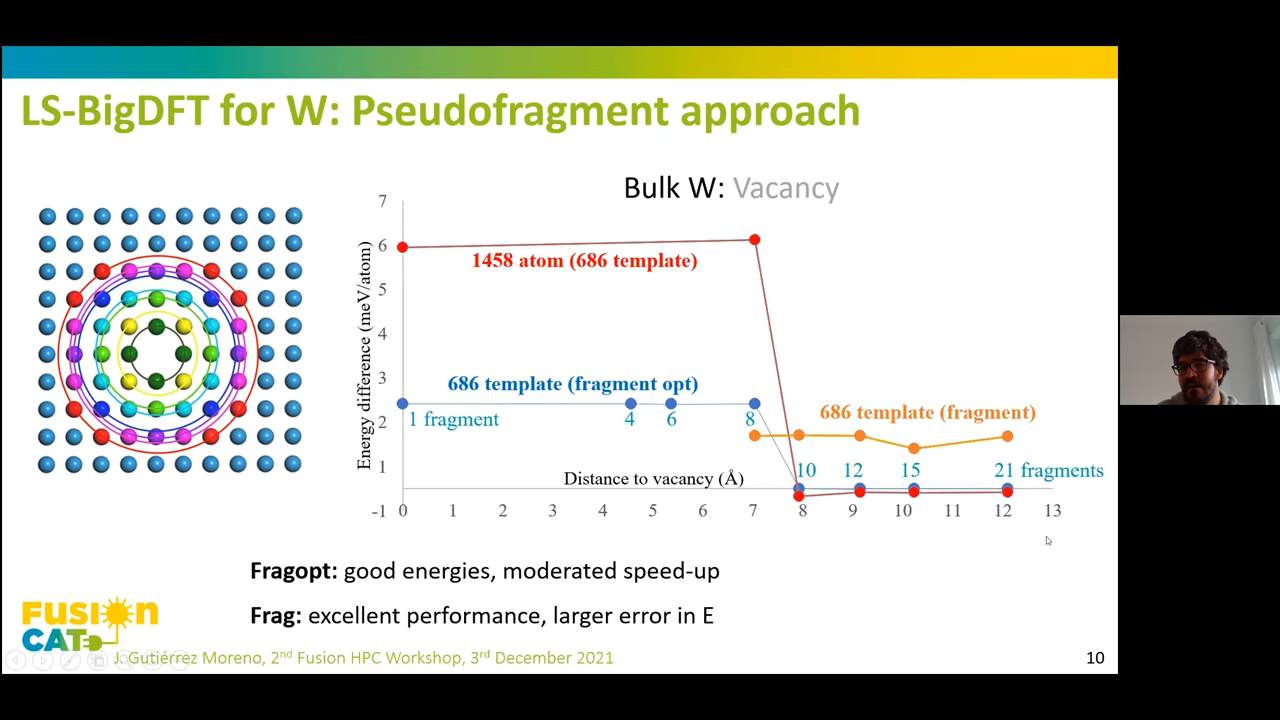 LS-BigDFT for W: Pseudofragment approach
Bulk W: Vacancy
7
6
5
4
3
2
1
-1
Energy difference (meV/atom)
1458 atom (686 template)
686 template (fragment opt)
1 fragment
4
6
8
686 template (fragment)
10
12
15
21 fragments
Distance to vacancy (Å)
0 1 2 3 4 5 6 7 8 9 10 11 12 13
Fragopt: good energies, moderated speed-up
Frag: excellent performance, larger error in E
FUSION
CAT
J. Gutiérrez Moreno, 2nd Fusion HPC Workshop, 3rd December 2021
10